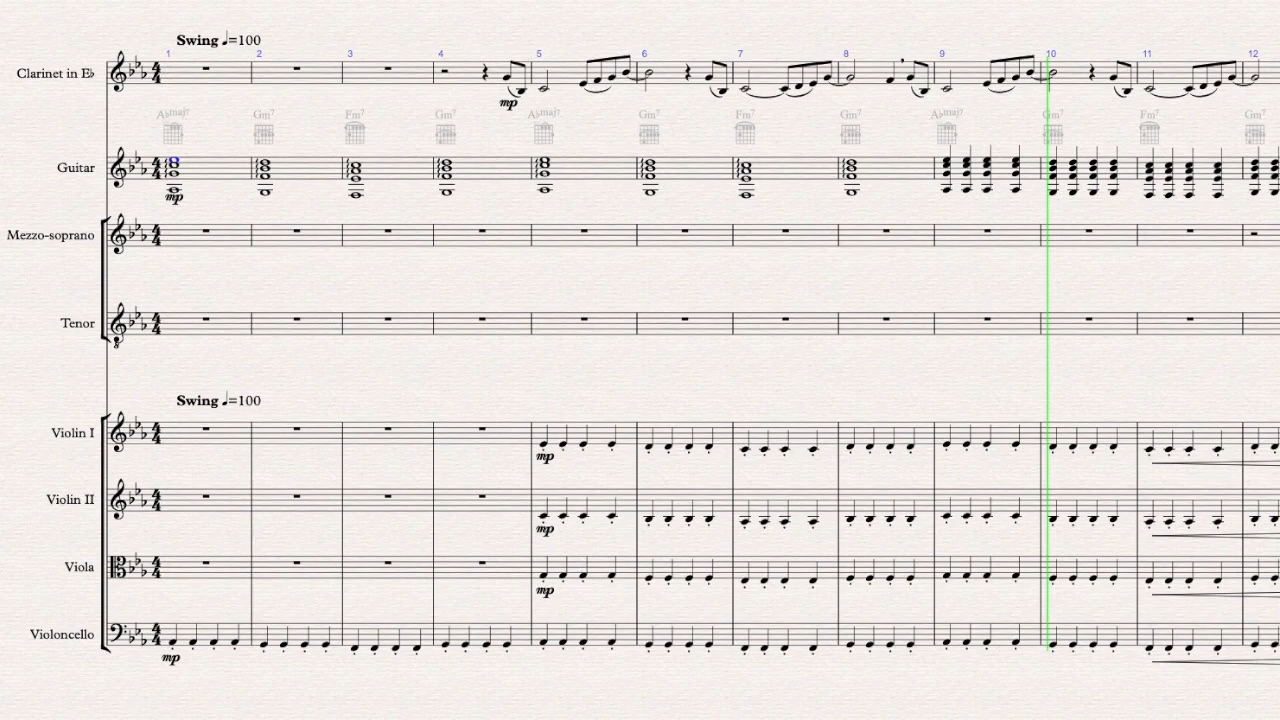 Swing ♩=100
1 2 3 4 5 6 7 8 9 10 11 12
Clarinet in E♭
mp
A♭maj7 Gm7 Fm7 Gm7 A♭maj7 Gm7 Fm7 Gm7 A♭maj7 Gm7 Fm7 Gm7
Guitar
mp
Mezzo-soprano
Tenor
8
Swing ♩=100
Violin I
mp
Violin II
mp
Viola
mp
Violoncello
mp